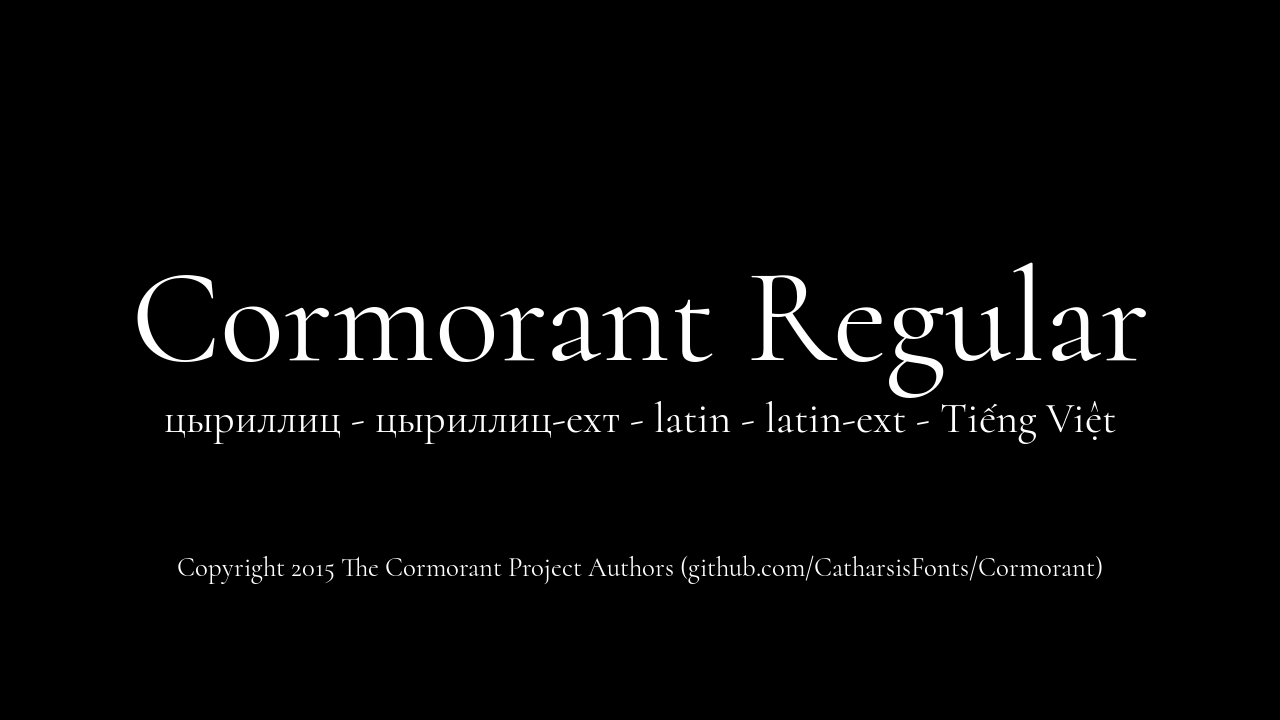 Cormorant Regular
цыриллиц - цыриллиц-ехт - latin - latin-ext - Tiếng Việt
Copyright 2015 The Cormorant Project Authors (github.com/CatharsisFonts/Cormorant)